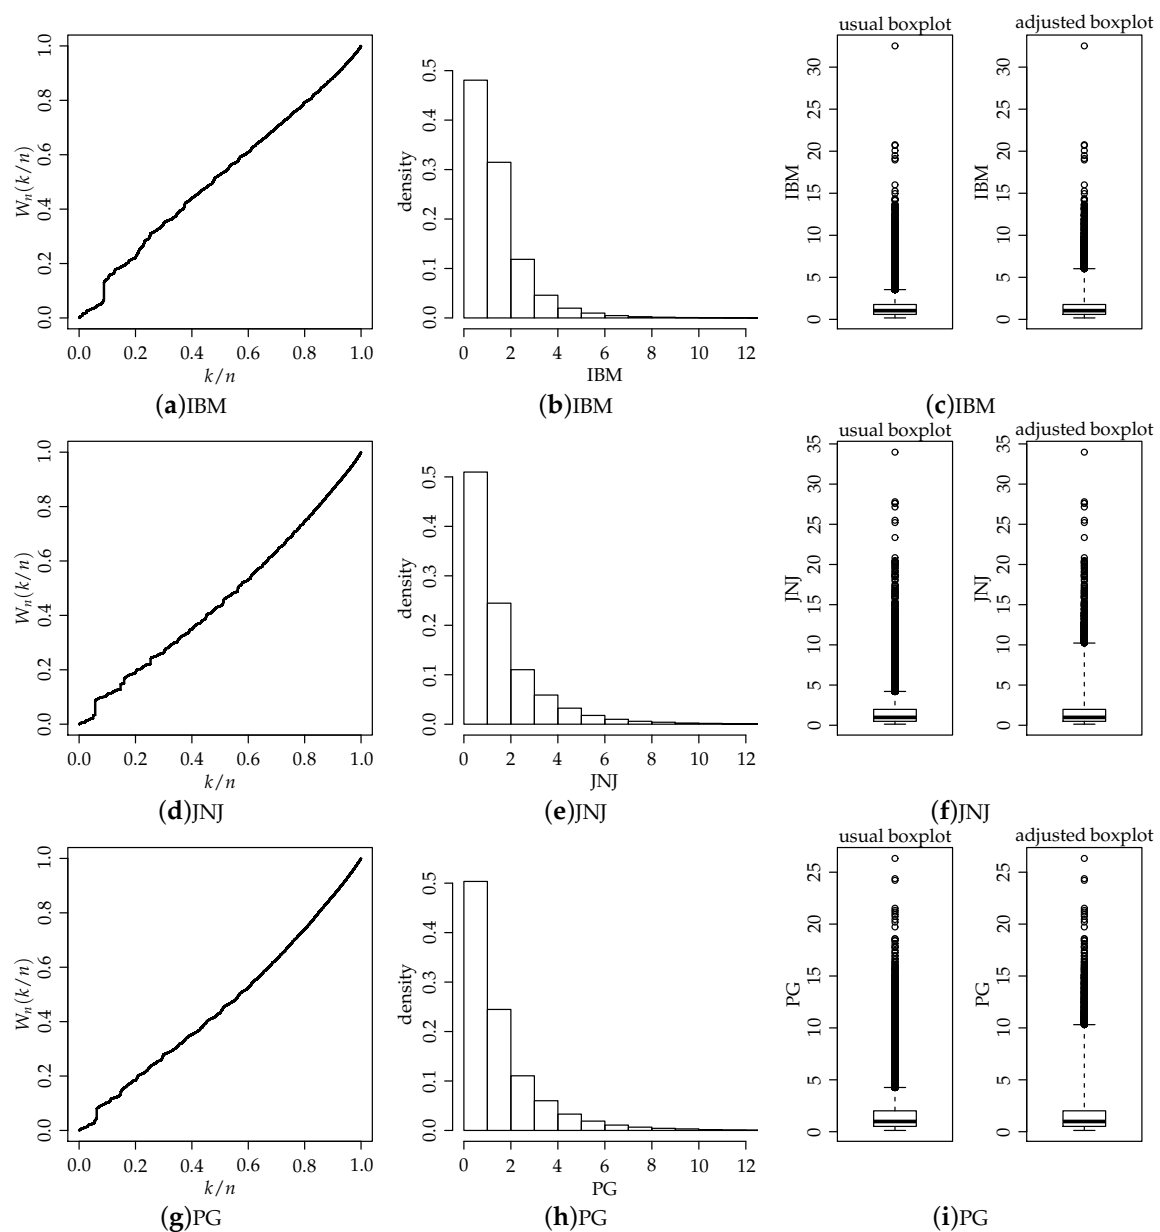 usual boxplot
adjusted boxplot
W_n(k/n)
0.0 0.2 0.4 0.6 0.8 1.0
0.0 0.2 0.4 0.6 0.8 1.0
k/n
density
0.0 0.1 0.2 0.3 0.4 0.5
0 2 4 6 8 10 12
IBM
IBM
0 5 10 15 20 25 30
IBM
0 5 10 15 20 25 30
(a)IBM
(b)IBM
(c)IBM
usual boxplot
adjusted boxplot
W_n(k/n)
0.0 0.2 0.4 0.6 0.8 1.0
0.0 0.2 0.4 0.6 0.8 1.0
k/n
density
0.0 0.1 0.2 0.3 0.4 0.5
0 2 4 6 8 10 12
JNJ
JNJ
0 5 10 15 20 25 30 35
JNJ
0 5 10 15 20 25 30 35
(d)JNJ
(e)JNJ
(f)JNJ
usual boxplot
adjusted boxplot
W_n(k/n)
0.0 0.2 0.4 0.6 0.8 1.0
0.0 0.2 0.4 0.6 0.8 1.0
k/n
density
0.0 0.1 0.2 0.3 0.4 0.5
0 2 4 6 8 10 12
PG
PG
0 5 10 15 20 25
PG
0 5 10 15 20 25
(g)PG
(h)PG
(i)PG